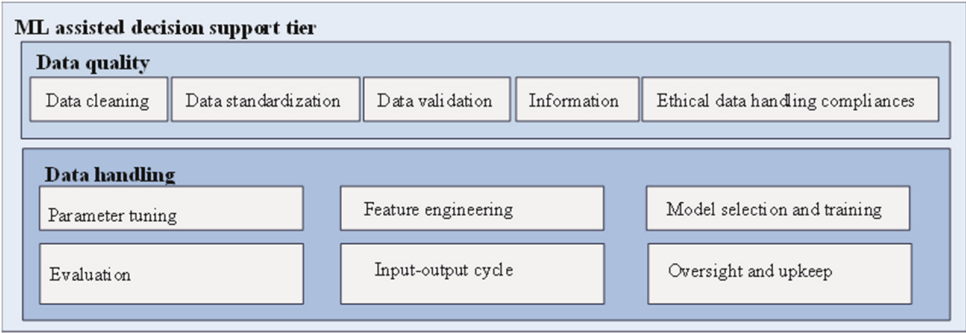 ML assisted decision support tier
Data quality
Data cleaning
Data standardization
Data validation
Information
Ethical data handling compliances
Data handling
Parameter tuning
Feature engineering
Model selection and training
Evaluation
Input-output cycle
Oversight and upkeep